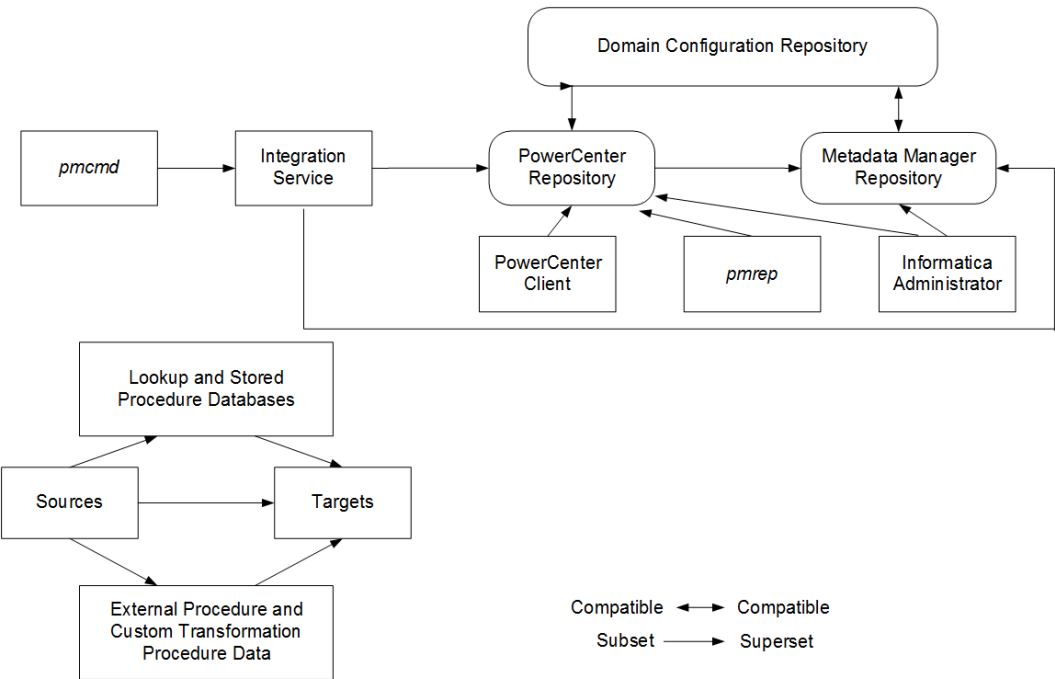 Domain Configuration Repository
pmcmd
Integration
Service
PowerCenter
Repository
Metadata Manager
Repository
PowerCenter
Client
pmrep
Informatica
Administrator
Lookup and Stored
Procedure Databases
Sources
Targets
External Procedure and
Custom Transformation
Procedure Data
Compatible Compatible
Subset Superset